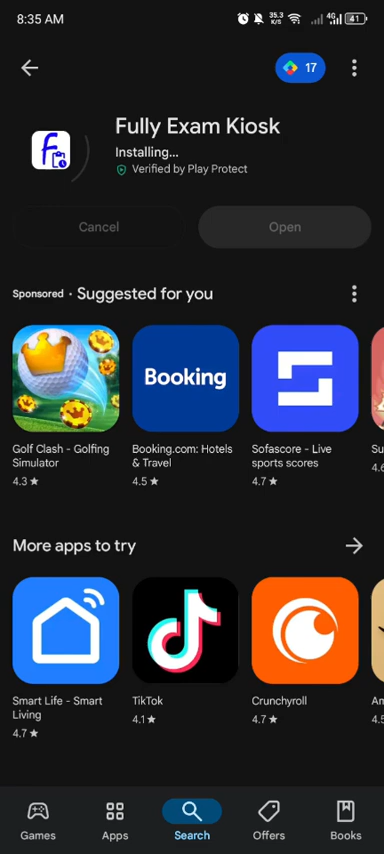 8:35 AM
35.3
K/S
4G
41
17
Fully Exam Kiosk
Installing...
Verified by Play Protect
Cancel
Open
Sponsored · Suggested for you
Booking
Golf Clash - Golfing
Simulator
4.3 ★
Booking.com: Hotels
& Travel
4.5 ★
Sofascore - Live
sports scores
4.7 ★
Su
4.6
More apps to try
Smart Life - Smart
Living
4.7 ★
TikTok
4.1 ★
Crunchyroll
4.7 ★
Games
Apps
Search
Offers
Books